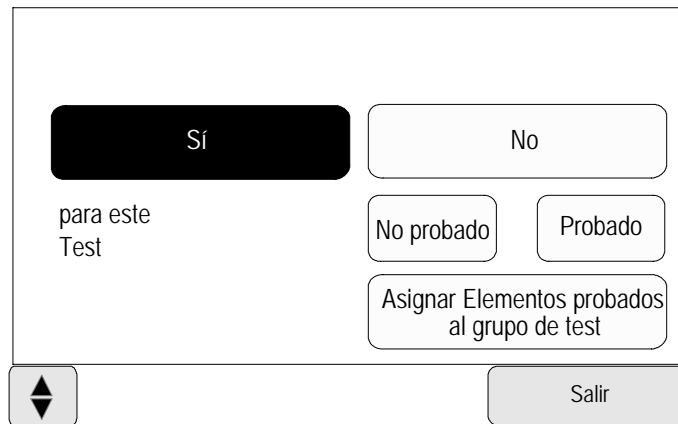 Sí
No
para este
Test
No probado
Probado
Asignar Elementos probados
al grupo de test
Salir